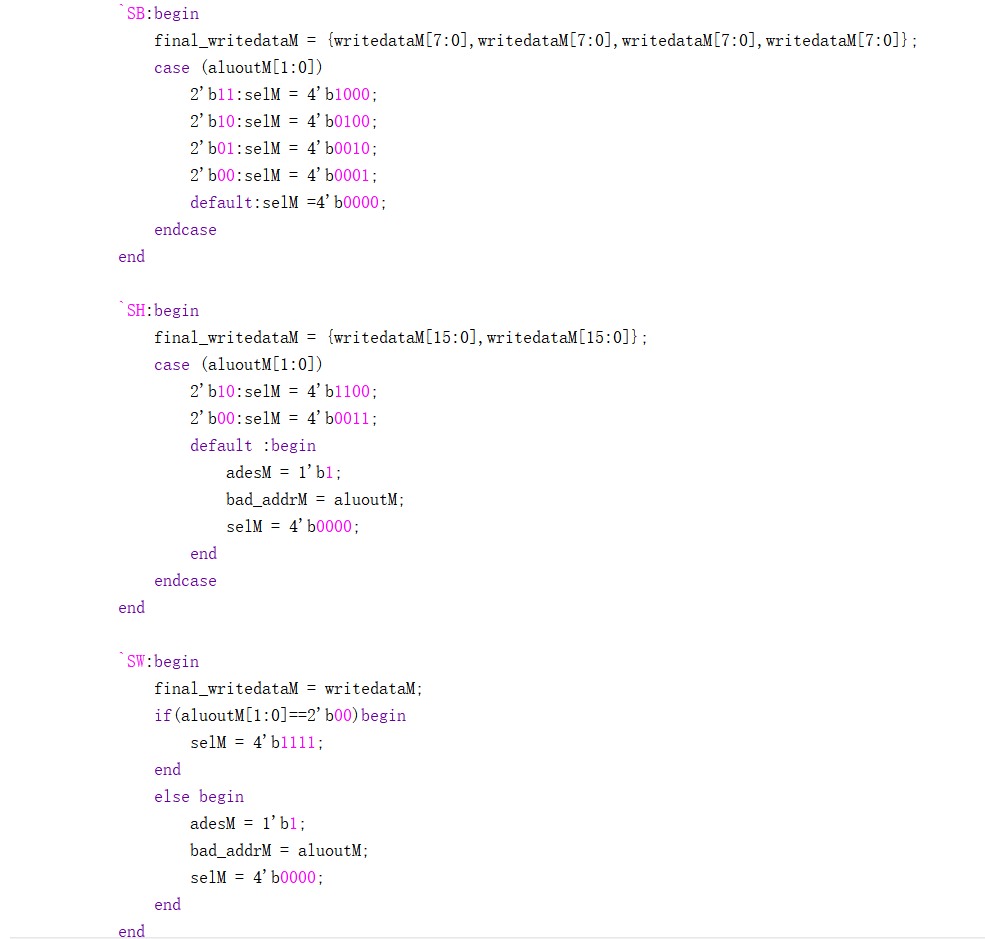 `SB:begin
final_writedataM = {writedataM[7:0],writedataM[7:0],writedataM[7:0],writedataM[7:0]};
case (aluoutM[1:0])
2'b11:selM = 4'b1000;
2'b10:selM = 4'b0100;
2'b01:selM = 4'b0010;
2'b00:selM = 4'b0001;
default:selM =4'b0000;
endcase
end
`SH:begin
final_writedataM = {writedataM[15:0],writedataM[15:0]};
case (aluoutM[1:0])
2'b10:selM = 4'b1100;
2'b00:selM = 4'b0011;
default :begin
adesM = 1'b1;
bad_addrM = aluoutM;
selM = 4'b0000;
end
endcase
end
`SW:begin
final_writedataM = writedataM;
if(aluoutM[1:0]==2'b00)begin
selM = 4'b1111;
end
else begin
adesM = 1'b1;
bad_addrM = aluoutM;
selM = 4'b0000;
end
end